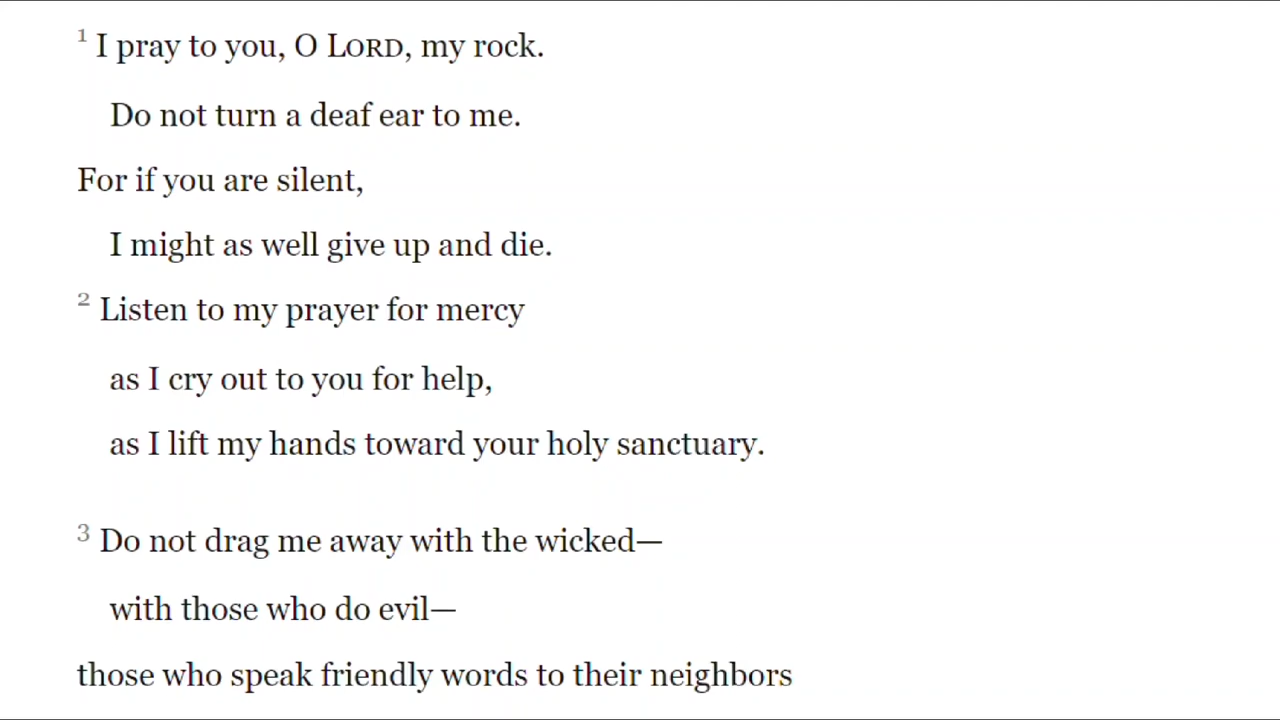 1 I pray to you, O LORD, my rock.
Do not turn a deaf ear to me.
For if you are silent,
I might as well give up and die.
2 Listen to my prayer for mercy
as I cry out to you for help,
as I lift my hands toward your holy sanctuary.
3 Do not drag me away with the wicked—
with those who do evil—
those who speak friendly words to their neighbors